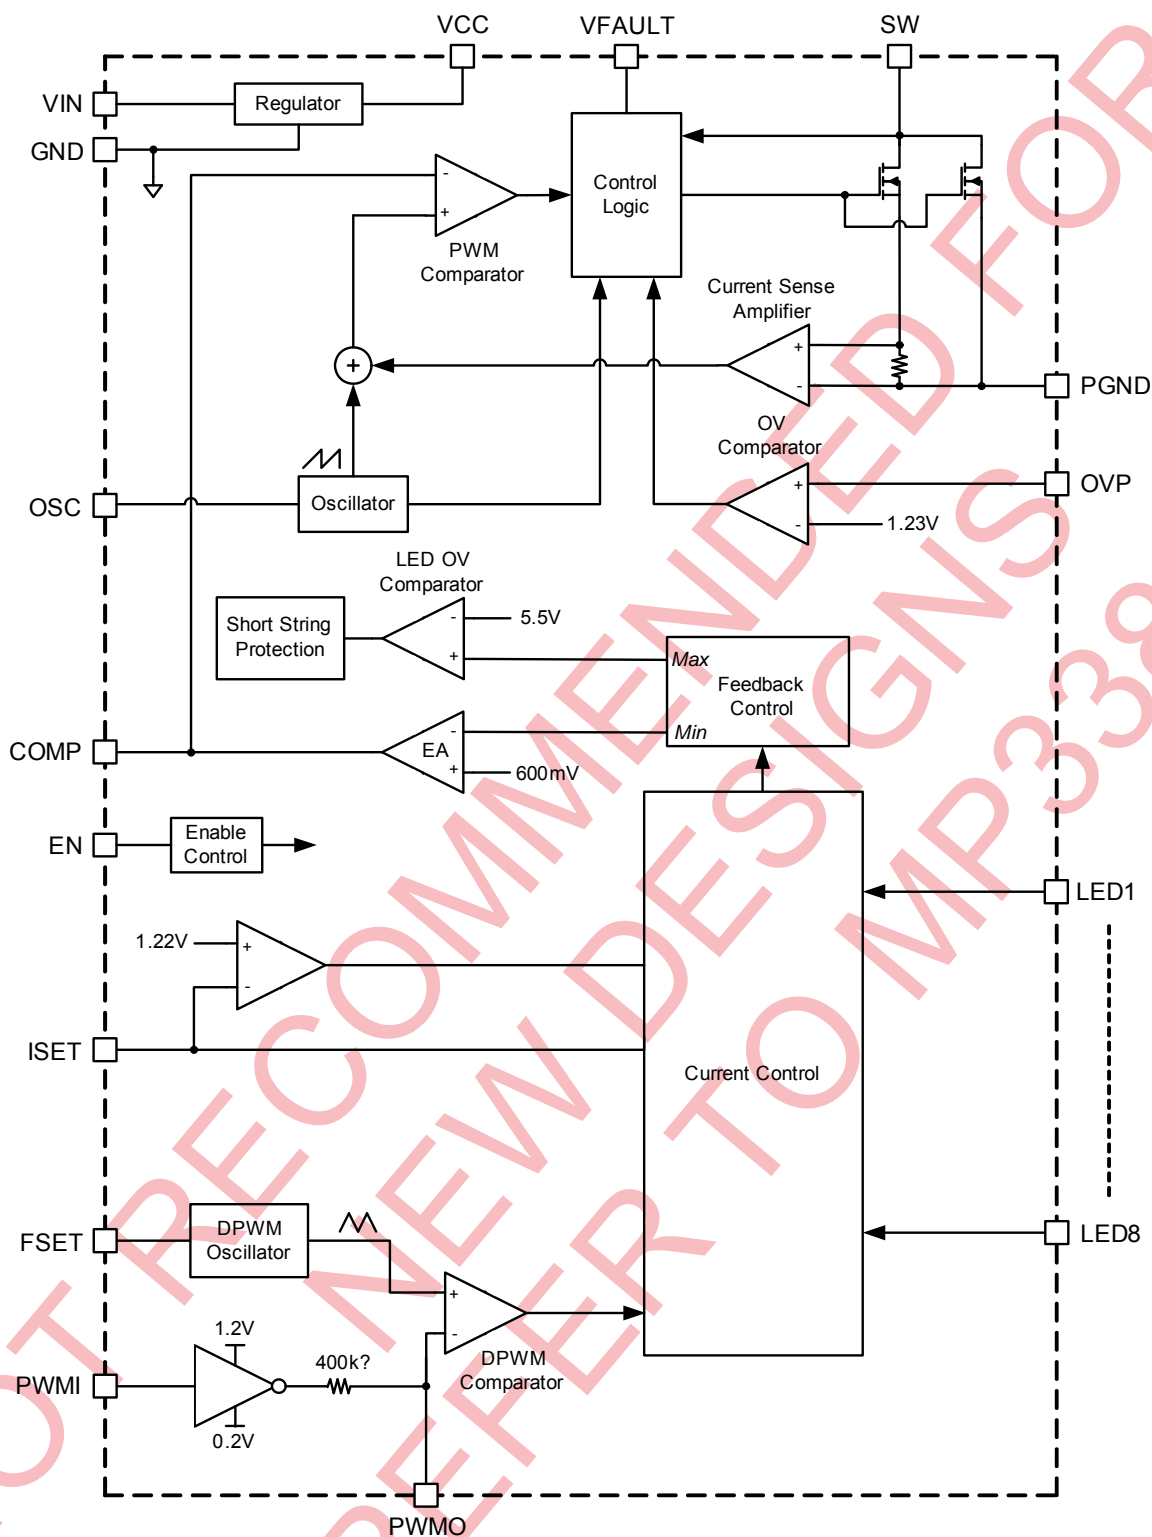 VCC
VFAULT
SW
VIN
Regulator
GND
Control
Logic
-
+
PWM
Comparator
Current Sense
Amplifier
+
-
+
PGND
OV
Comparator
OSC
Oscillator
+
-
1.23V
OVP
LED OV
Comparator
Short String
Protection
-
+
5.5V
Max
Feedback
Control
Min
COMP
EA
-
+
600mV
EN
Enable
Control
LED1
1.22V
+
-
ISET
Current Control
FSET
DPWM
Oscillator
LED8
+
-
DPWM
Comparator
1.2V
400k?
PWMI
0.2V
PWMO
NOT RECOMMENDED FOR
NEW DESIGNS
REFER TO MP338